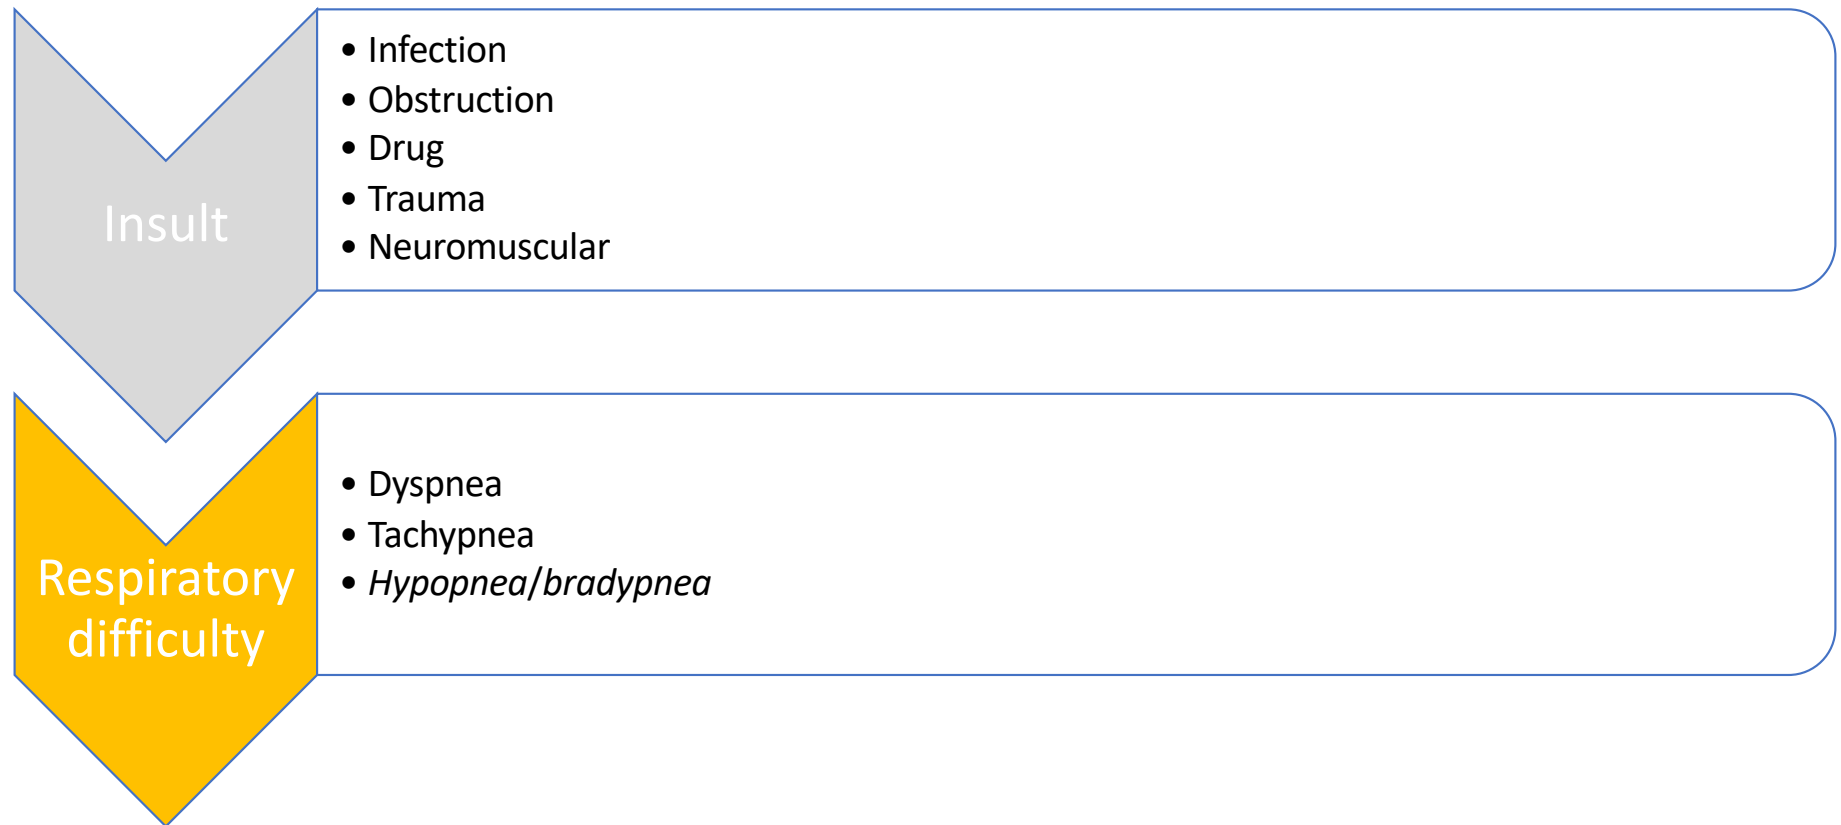 Insult
• Infection
• Obstruction
• Drug
• Trauma
• Neuromuscular
Respiratory
difficulty
• Dyspnea
• Tachypnea
• Hypopnea/bradypnea